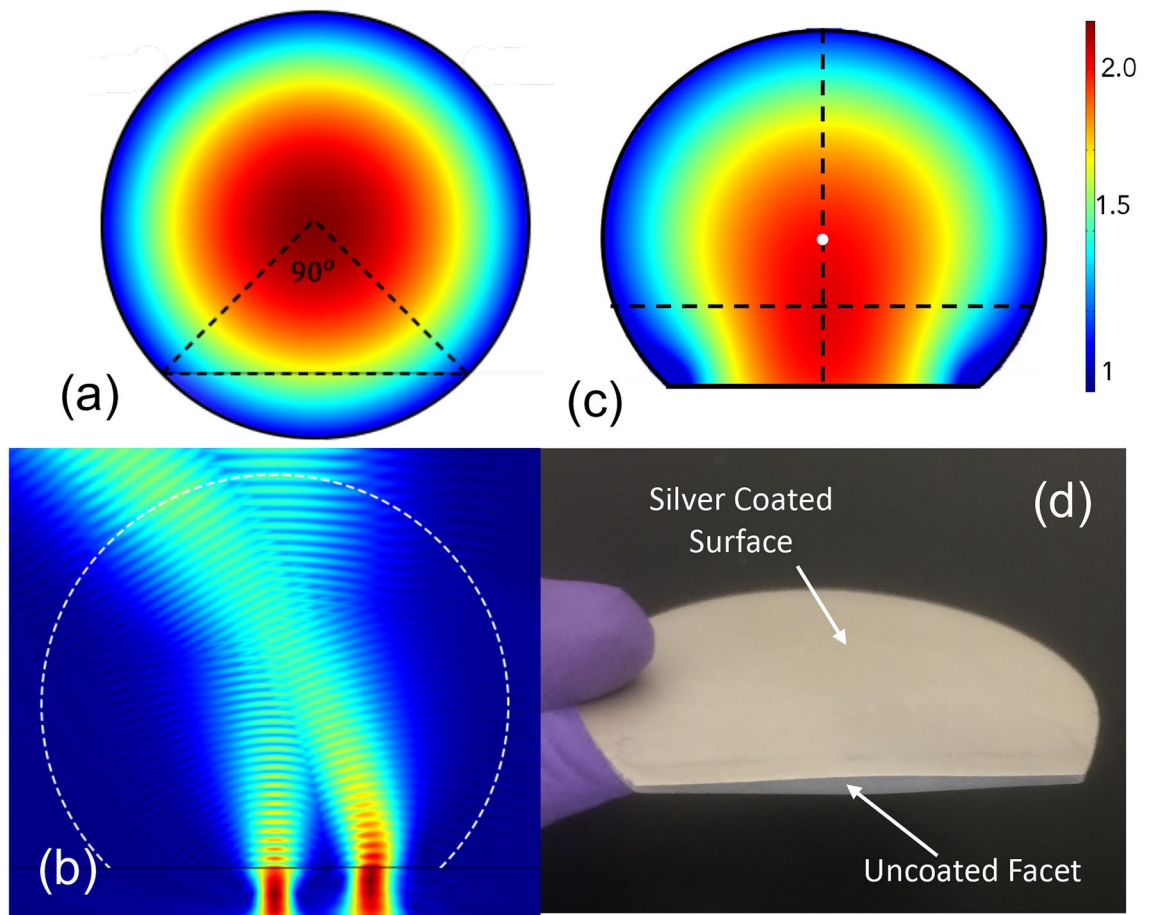 90°
(a)
(c)
2.0
1.5
1
(b)
Silver Coated
Surface
(d)
Uncoated Facet